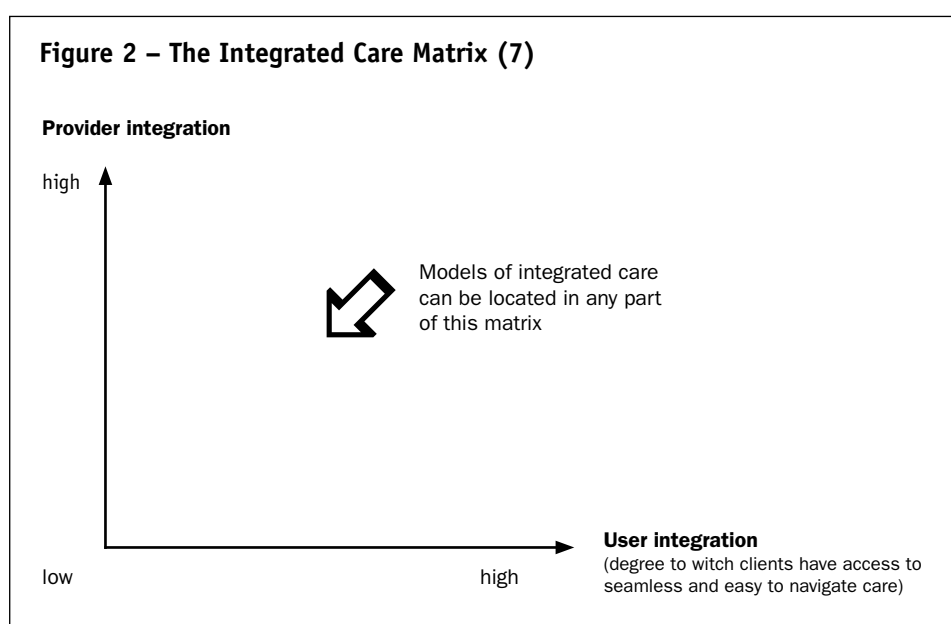 Figure 2 – The Integrated Care Matrix (7)
Provider integration
high
Models of integrated care
can be located in any part
of this matrix
User integration
(degree to witch clients have access to
seamless and easy to navigate care)
low
high